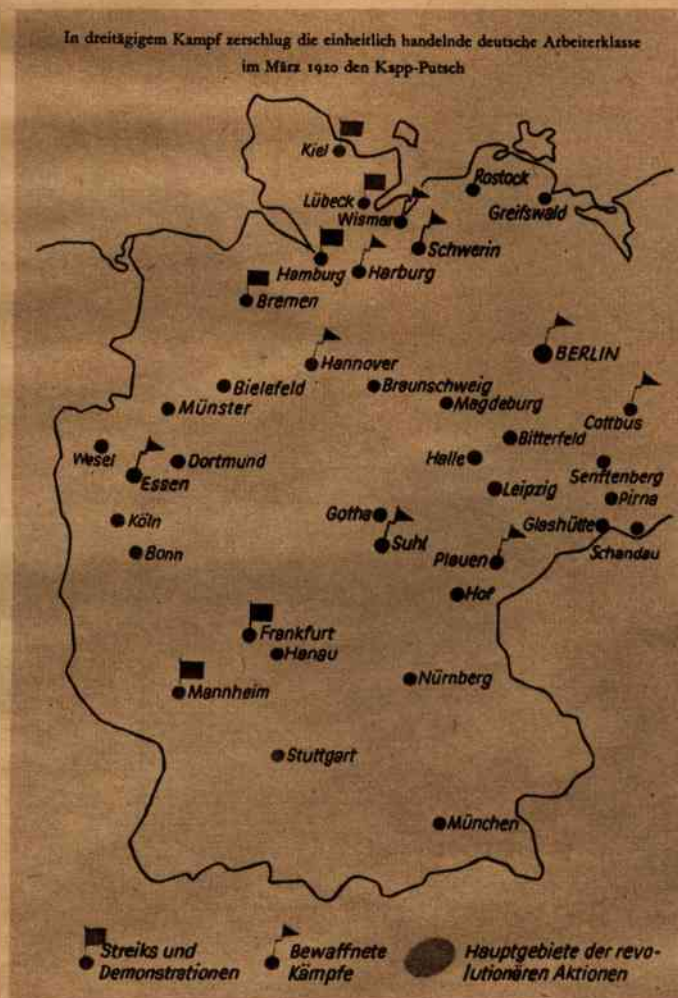 In dreitägigem Kampf zerschlug die einheitlich handelnde deutsche Arbeiterklasse
im März 1920 den Kapp-Putsch
Kiel
Lübeck
Rostock
Wismar
Greifswald
Schwerin
Hamburg
Harburg
Bremen
Hannover
BERLIN
Bielefeld
Braunschweig
Münster
Magdeburg
Cottbus
Bitterfeld
Wesel
Dortmund
Halle
Essen
Senftenberg
Leipzig
Pirna
Köln
Gotha
Glashütte
Bonn
Suhl
Plauen
Schandau
Hof
Frankfurt
Hanau
Mannheim
Nürnberg
Stuttgart
München
Streiks und
Demonstrationen
Bewaffnete
Kämpfe
Hauptgebiete der revo-
lutionären Aktionen